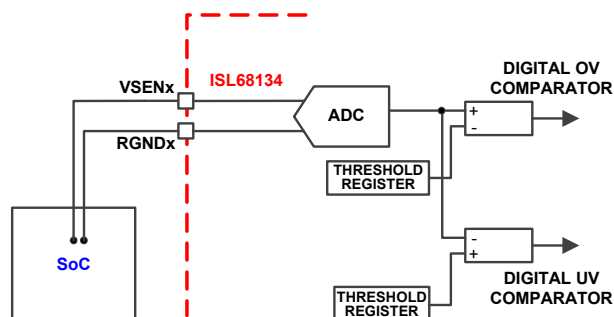 VSENx
ISL68134
DIGITAL OV
COMPARATOR
ADC
+
-
RGNDx
THRESHOLD
REGISTER
SoC
-
+
DIGITAL UV
COMPARATOR
THRESHOLD
REGISTER